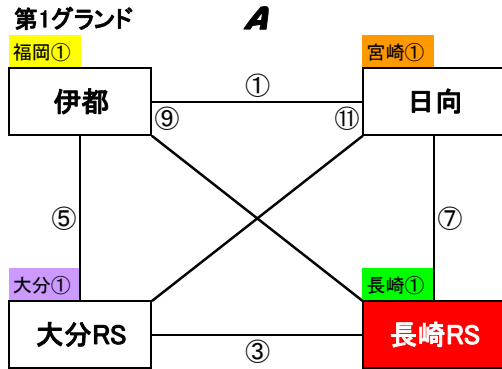 第1グランド A
福岡① 宮崎①
伊都 ① 日向
⑨ ⑪
⑤ ⑦
大分① 長崎①
大分RS ③ 長崎RS